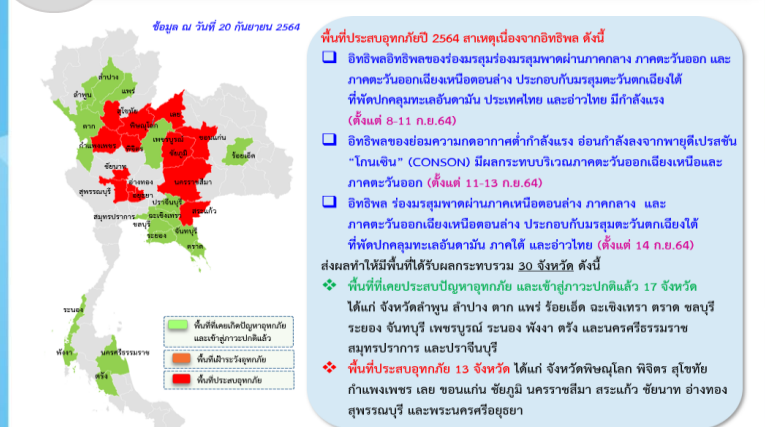 ข้อมูล ณ วันที่ 20 กันยายน 2564
พื้นที่ประสบอุทกภัยปี 2564 สาเหตุเนื่องจากอิทธิพล ดังนี้
อิทธิพลอิทธิพลของร่องมรสุมร่องมรสุมพาดผ่านภาคกลาง ภาคตะวันออก และ
ภาคตะวันออกเฉียงเหนือตอนล่าง ประกอบกับมรสุมตะวันตกเฉียงใต้
ที่พัดปกคลุมทะเลอันดามัน ประเทศไทย และอ่าวไทย มีกำลังแรง
(ตั้งแต่ 8-11 ก.ย.64)
อิทธิพลของย่อมความกดอากาศต่ำกำลังแรง อ่อนกำลังลงจากพายุดีเปรสชัน
“โกนเซิน” (CONSON) มีผลกระทบบริเวณภาคตะวันออกเฉียงเหนือและ
ภาคตะวันออก (ตั้งแต่ 11-13 ก.ย.64)
อิทธิพล ร่องมรสุมพาดผ่านภาคเหนือตอนล่าง ภาคกลาง และ
ภาคตะวันออกเฉียงเหนือตอนล่าง ประกอบกับมรสุมตะวันตกเฉียงใต้
ที่พัดปกคลุมทะเลอันดามัน ภาคใต้ และอ่าวไทย (ตั้งแต่ 14 ก.ย.64)
ส่งผลทำให้มีพื้นที่ได้รับผลกระทบรวม 30 จังหวัด ดังนี้
พื้นที่ที่เคยประสบปัญหาอุทกภัย และเข้าสู่ภาวะปกติแล้ว 17 จังหวัด
ได้แก่ จังหวัดลำพูน ลำปาง ตาก แพร่ ร้อยเอ็ด ฉะเชิงเทรา ตราด ชลบุรี
ระยอง จันทบุรี เพชรบูรณ์ ระนอง พังงา ตรัง และนครศรีธรรมราช
สมุทรปราการ และปราจีนบุรี
พื้นที่ประสบอุทกภัย 13 จังหวัด ได้แก่ จังหวัดพิษณุโลก พิจิตร สุโขทัย
กำแพงเพชร เลย ขอนแก่น ชัยภูมิ นครราชสีมา สระแก้ว ชัยนาท อ่างทอง
สุพรรณบุรี และพระนครศรีอยุธยา
ลำปาง
ลำพูน
แพร่
สุโขทัย
เลย
ตาก
พิษณุโลก
เพชรบูรณ์
ขอนแก่น
กำแพงเพชร
พิจิตร
ชัยภูมิ
ร้อยเอ็ด
ชัยนาท
อ่างทอง
นครราชสีมา
สุพรรณบุรี
อยุธยา
ปราจีนบุรี
สมุทรปราการ
ฉะเชิงเทรา
สระแก้ว
ชลบุรี
ระยอง
จันทบุรี
ตราด
ระนอง
พังงา
นครศรีธรรมราช
ตรัง
พื้นที่ที่เคยเกิดปัญหาอุทกภัย
และเข้าสู่ภาวะปกติแล้ว
พื้นที่เฝ้าระวังอุทกภัย
พื้นที่ประสบอุทกภัย